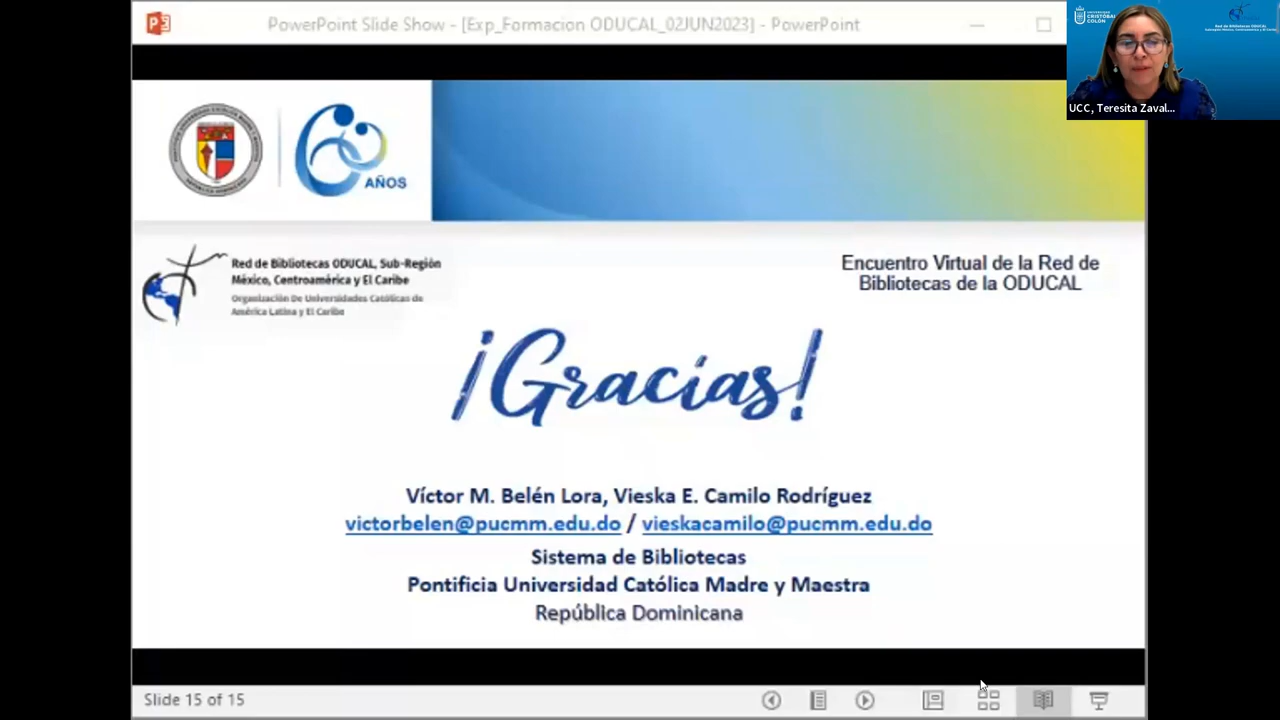 PowerPoint Slide Show - [Exp_Formacion ODUCAL_02JUN2023] - PowerPoint
UNIVERSIDAD
CRISTÓBAL
COLÓN
UCC, Teresita Zaval...
AÑOS
Red de Bibliotecas ODUCAL, Sub-Región
México, Centroamérica y El Caribe
Organización De Universidades Católicas de
América Latina y El Caribe
Encuentro Virtual de la Red de
Bibliotecas de la ODUCAL
¡Gracias!
Víctor M. Belén Lora, Vieska E. Camilo Rodríguez
victorbelen@pucmm.edu.do / vieskacamilo@pucmm.edu.do
Sistema de Bibliotecas
Pontificia Universidad Católica Madre y Maestra
República Dominicana
Slide 15 of 15